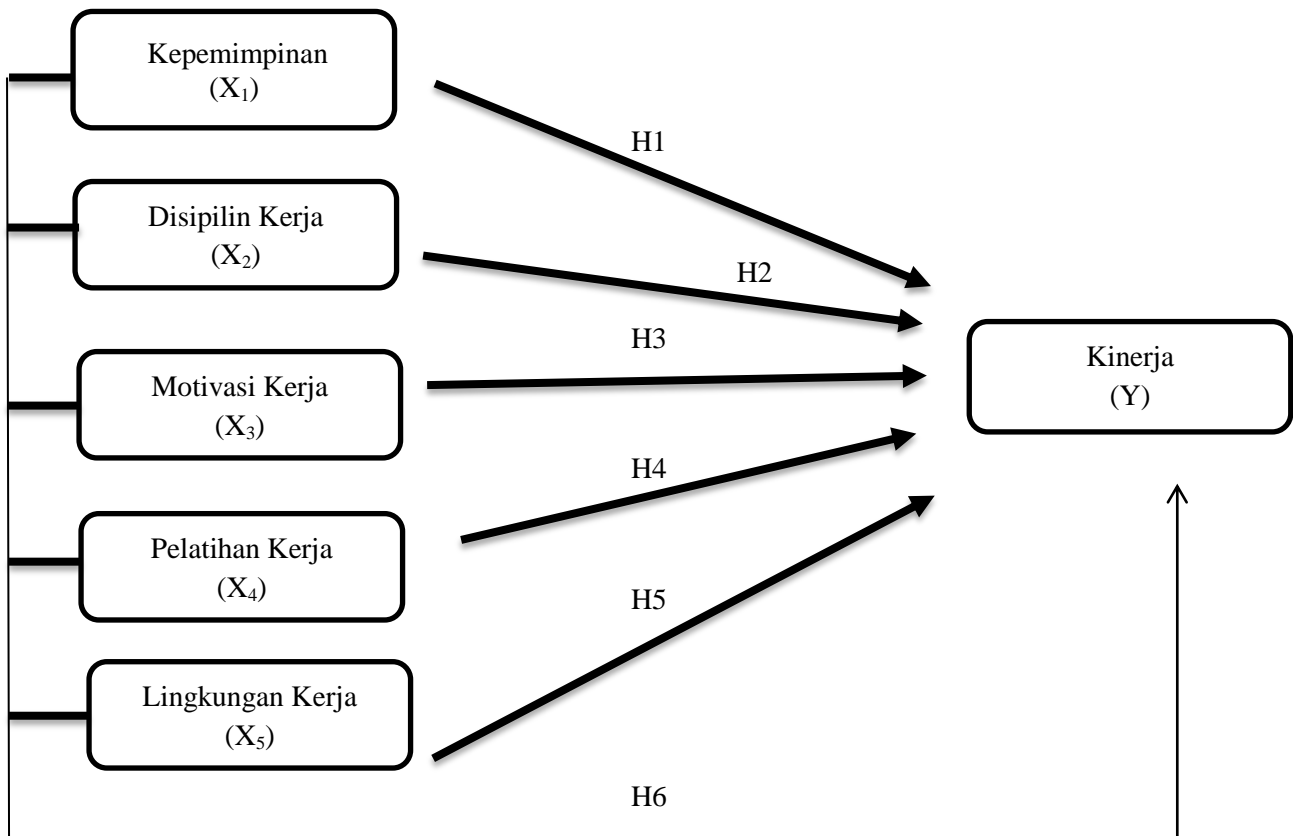 Kepemimpinan
(X₁)
H1
Disipilin Kerja
(X₂)
H2
H3
Motivasi Kerja
(X₃)
Kinerja
(Y)
H4
Pelatihan Kerja
(X₄)
H5
Lingkungan Kerja
(X₅)
H6